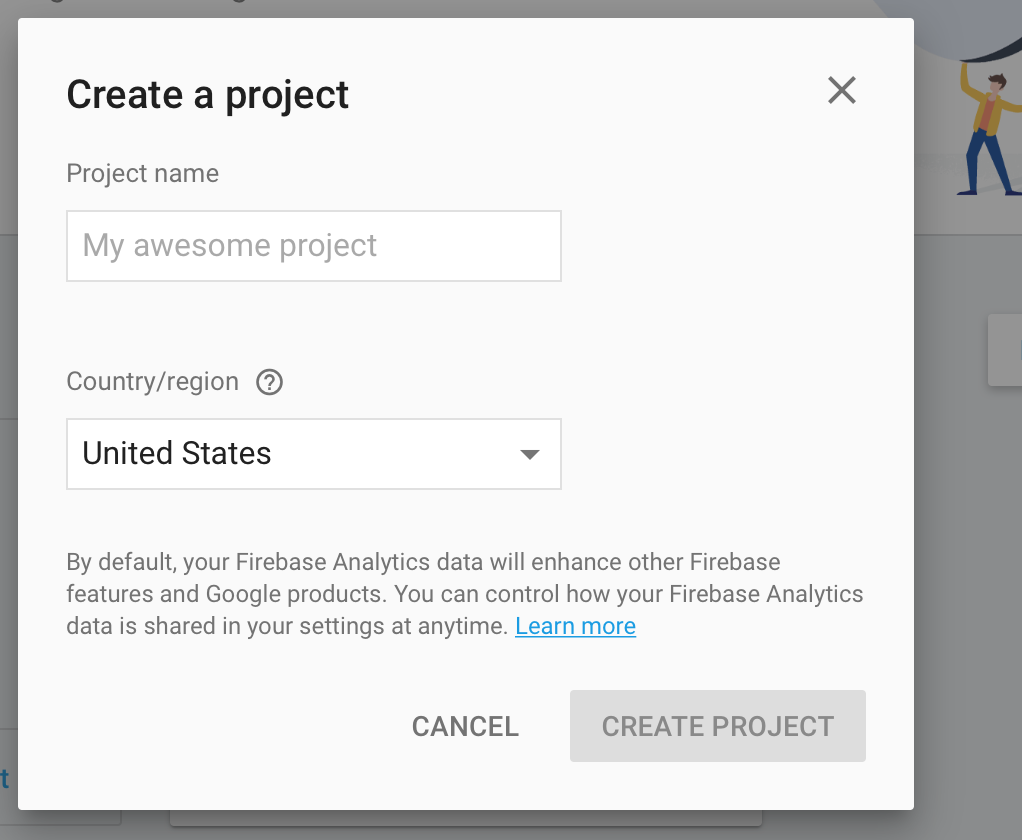 Create a project
Project name
My awesome project
Country/region
United States
By default, your Firebase Analytics data will enhance other Firebase
features and Google products. You can control how your Firebase Analytics
data is shared in your settings at anytime. Learn more
CANCEL
CREATE PROJECT